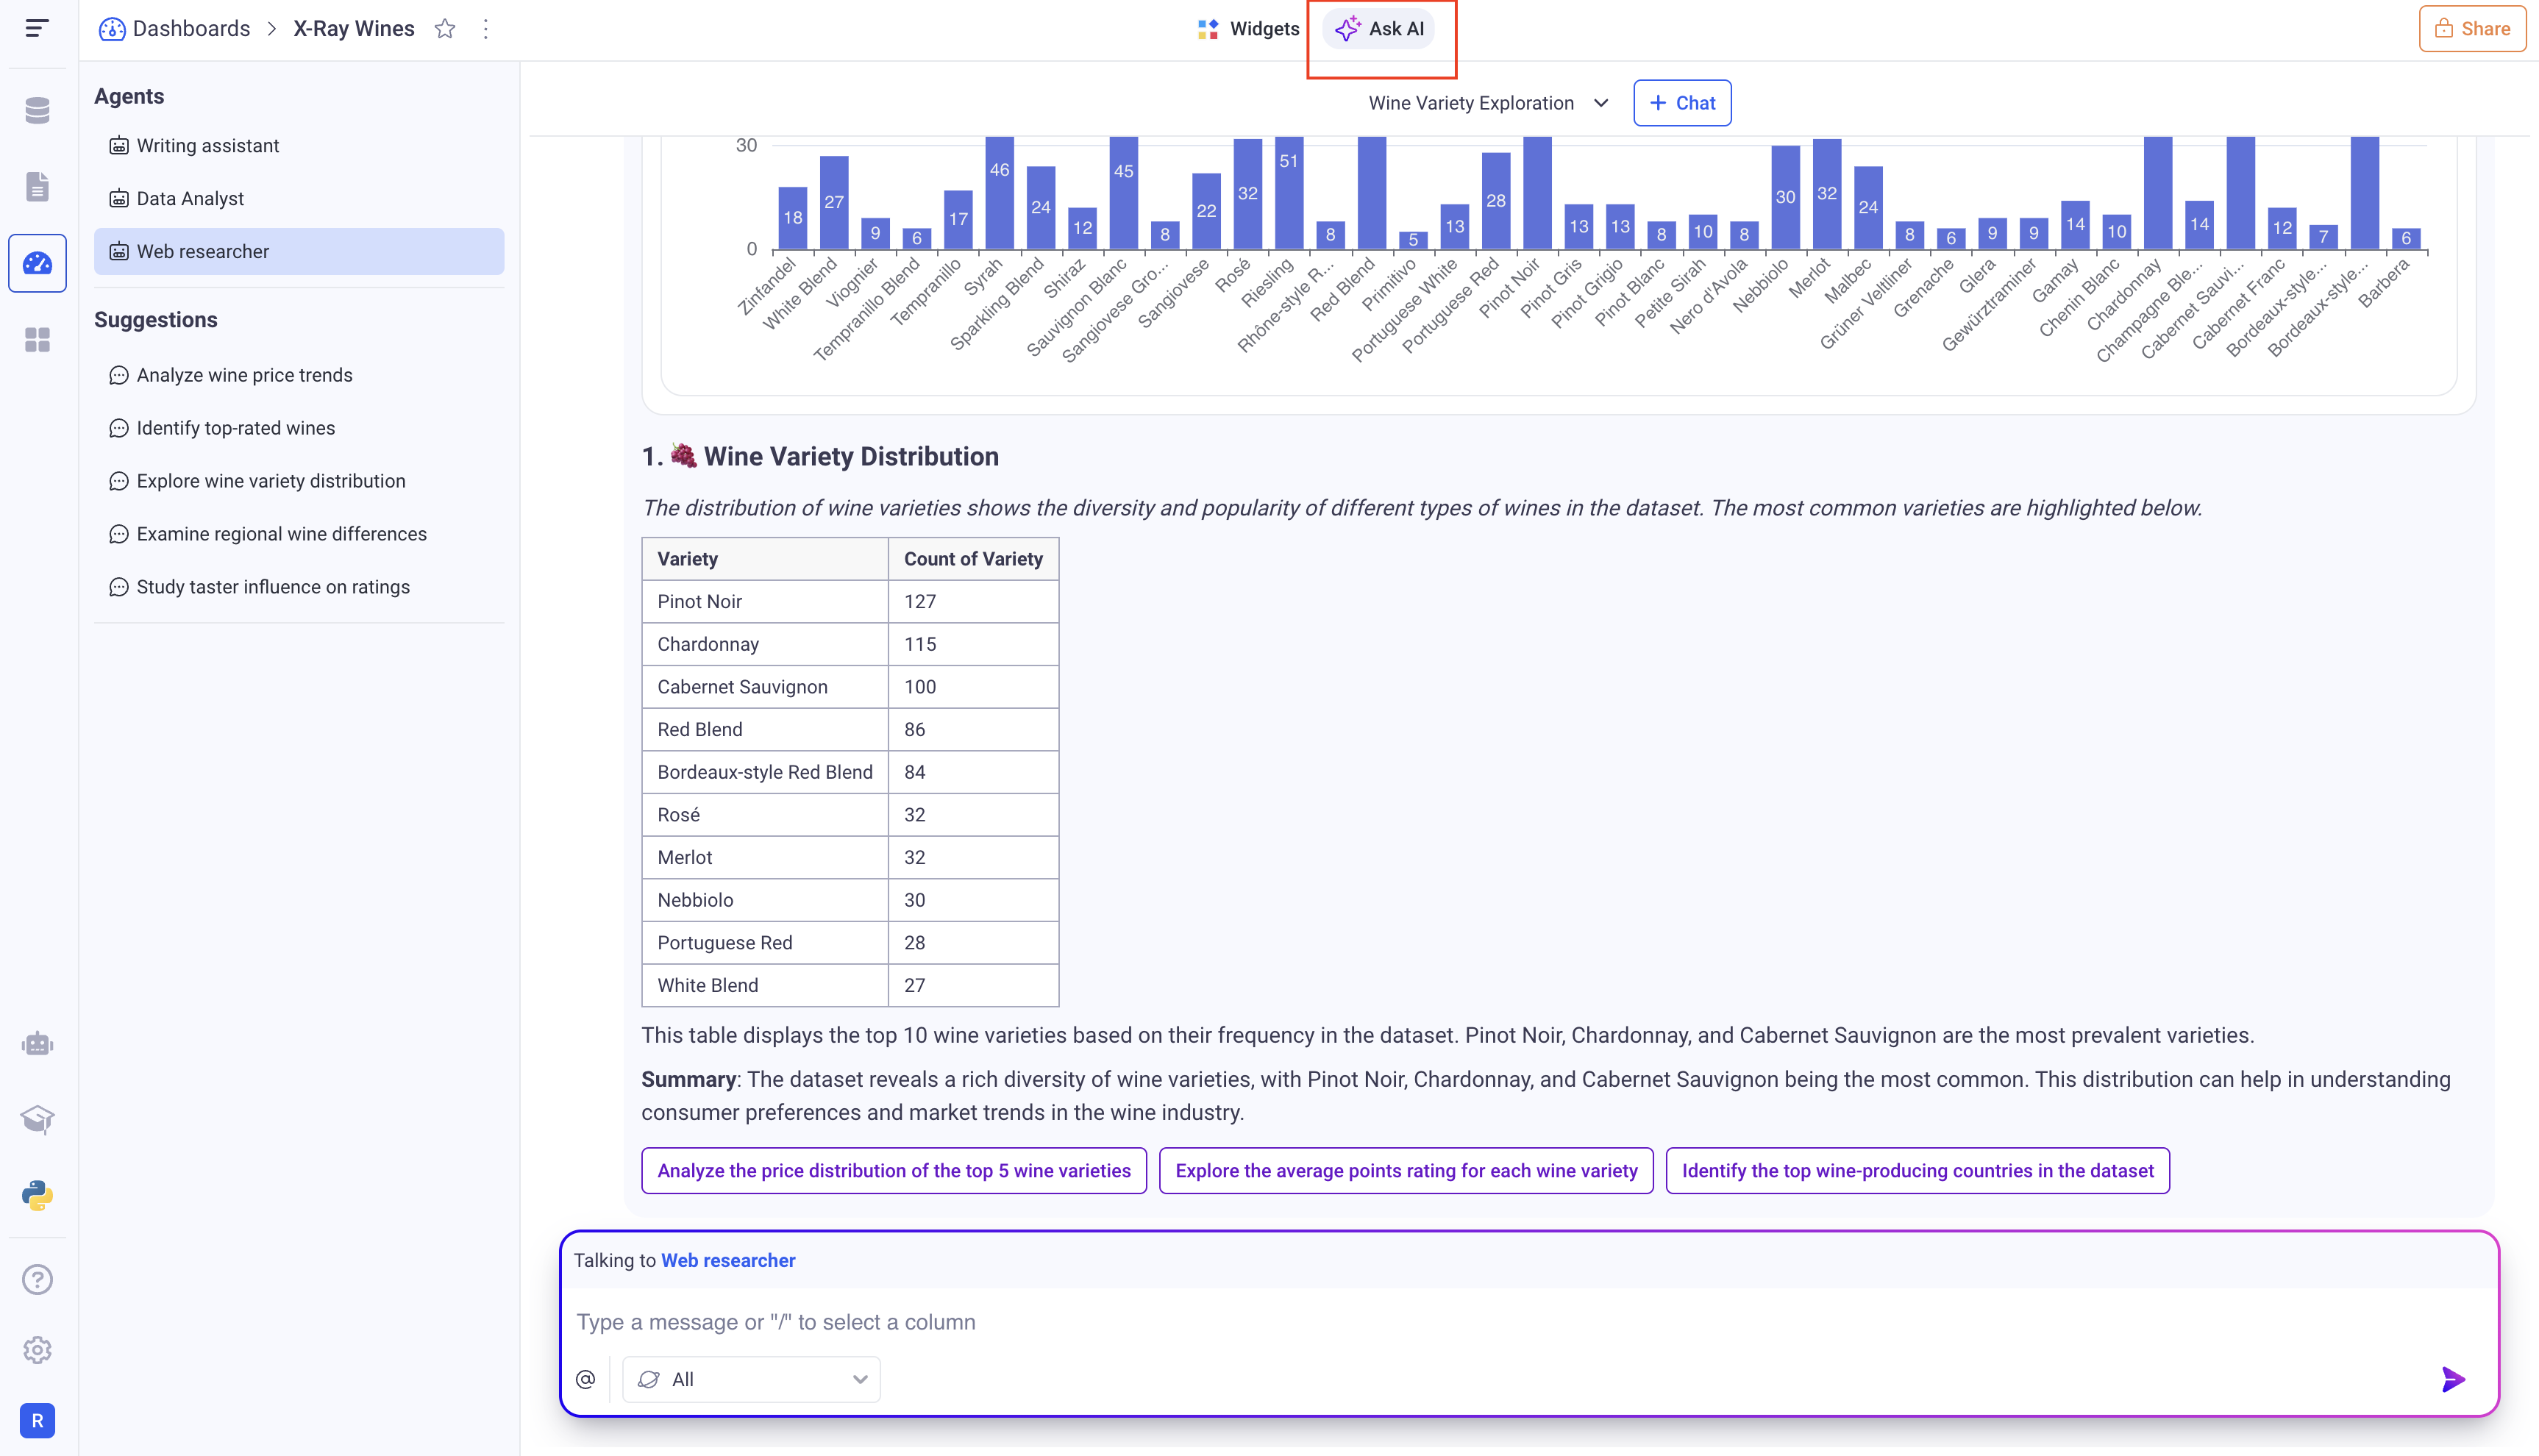 Dashboards > X-Ray Wines
Widgets
Ask AI
Share
Agents
Writing assistant
Data Analyst
Web researcher
Suggestions
Analyze wine price trends
Identify top-rated wines
Explore wine variety distribution
Examine regional wine differences
Study taster influence on ratings
R
Wine Variety Exploration
+ Chat
30
0
18 27 9 6 17 46 24 12 45 8 22 32 51 8 5 13 28 13 13 8 10 8 30 32 24 8 6 9 9 14 10 14 12 7 6
Zinfandel
White Blend
Viognier
Tempranillo Blend
Tempranillo
Syrah
Sparkling Blend
Shiraz
Sauvignon Blanc
Sangiovese Gro...
Sangiovese
Rosé
Riesling
Rhône-style R...
Red Blend
Primitivo
Portuguese White
Portuguese Red
Pinot Noir
Pinot Gris
Pinot Grigio
Pinot Blanc
Petite Sirah
Nero d'Avola
Nebbiolo
Merlot
Malbec
Grüner Veltliner
Grenache
Glera
Gewürztraminer
Gamay
Chenin Blanc
Chardonnay
Champagne Ble...
Cabernet Sauvi...
Cabernet Franc
Bordeaux-style...
Bordeaux-style...
Barbera
1. 🍇 Wine Variety Distribution
The distribution of wine varieties shows the diversity and popularity of different types of wines in the dataset. The most common varieties are highlighted below.
Variety Count of Variety
Pinot Noir 127
Chardonnay 115
Cabernet Sauvignon 100
Red Blend 86
Bordeaux-style Red Blend 84
Rosé 32
Merlot 32
Nebbiolo 30
Portuguese Red 28
White Blend 27
This table displays the top 10 wine varieties based on their frequency in the dataset. Pinot Noir, Chardonnay, and Cabernet Sauvignon are the most prevalent varieties.
Summary: The dataset reveals a rich diversity of wine varieties, with Pinot Noir, Chardonnay, and Cabernet Sauvignon being the most common. This distribution can help in understanding
consumer preferences and market trends in the wine industry.
Analyze the price distribution of the top 5 wine varieties
Explore the average points rating for each wine variety
Identify the top wine-producing countries in the dataset
Talking to Web researcher
Type a message or "/" to select a column
@ All